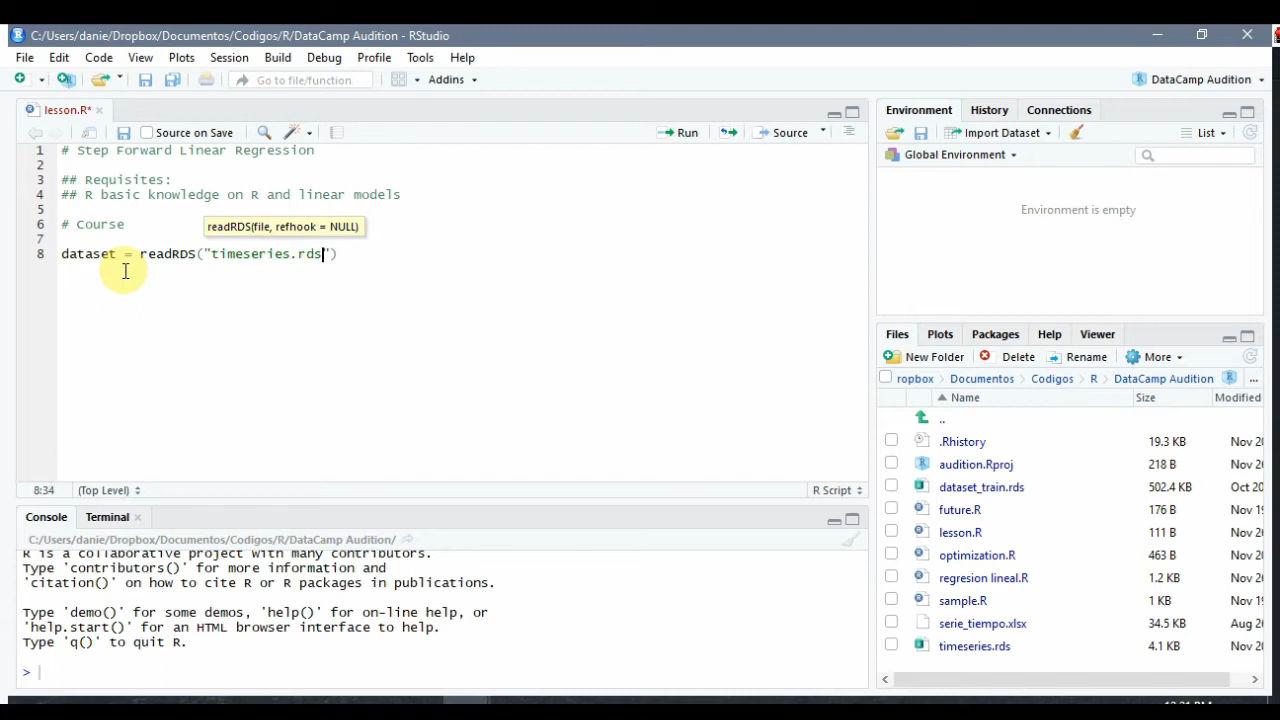 C:/Users/danie/Dropbox/Documentos/Codigos/R/DataCamp Audition - RStudio
File Edit Code View Plots Session Build Debug Profile Tools Help
Go to file/function Addins DataCamp Audition
lesson.R*
Source on Save Run Source
1 # Step Forward Linear Regression
2
3 ## Requisites:
4 ## R basic knowledge on R and linear models
5
6 # Course
readRDS(file, refhook = NULL)
7
8 dataset = readRDS("timeseries.rds")
8:34 (Top Level) R Script
Console Terminal
C:/Users/danie/Dropbox/Documentos/Codigos/R/DataCamp Audition/
R is a collaborative project with many contributors.
Type 'contributors()' for more information and
'citation()' on how to cite R or R packages in publications.
Type 'demo()' for some demos, 'help()' for on-line help, or
'help.start()' for an HTML browser interface to help.
Type 'q()' to quit R.
>
Environment History Connections
Import Dataset List
Global Environment
Environment is empty
Files Plots Packages Help Viewer
New Folder Delete Rename More
ropbox Documentos Codigos R DataCamp Audition ...
Name Size Modified
..
.Rhistory 19.3 KB Nov 20
audition.Rproj 218 B Nov 20
dataset_train.rds 502.4 KB Oct 20
future.R 176 B Nov 19
lesson.R 111 B Nov 20
optimization.R 463 B Nov 20
regresion lineal.R 1.2 KB Nov 20
sample.R 1 KB Nov 19
serie_tiempo.xlsx 34.5 KB Aug 20
timeseries.rds 4.1 KB Nov 20